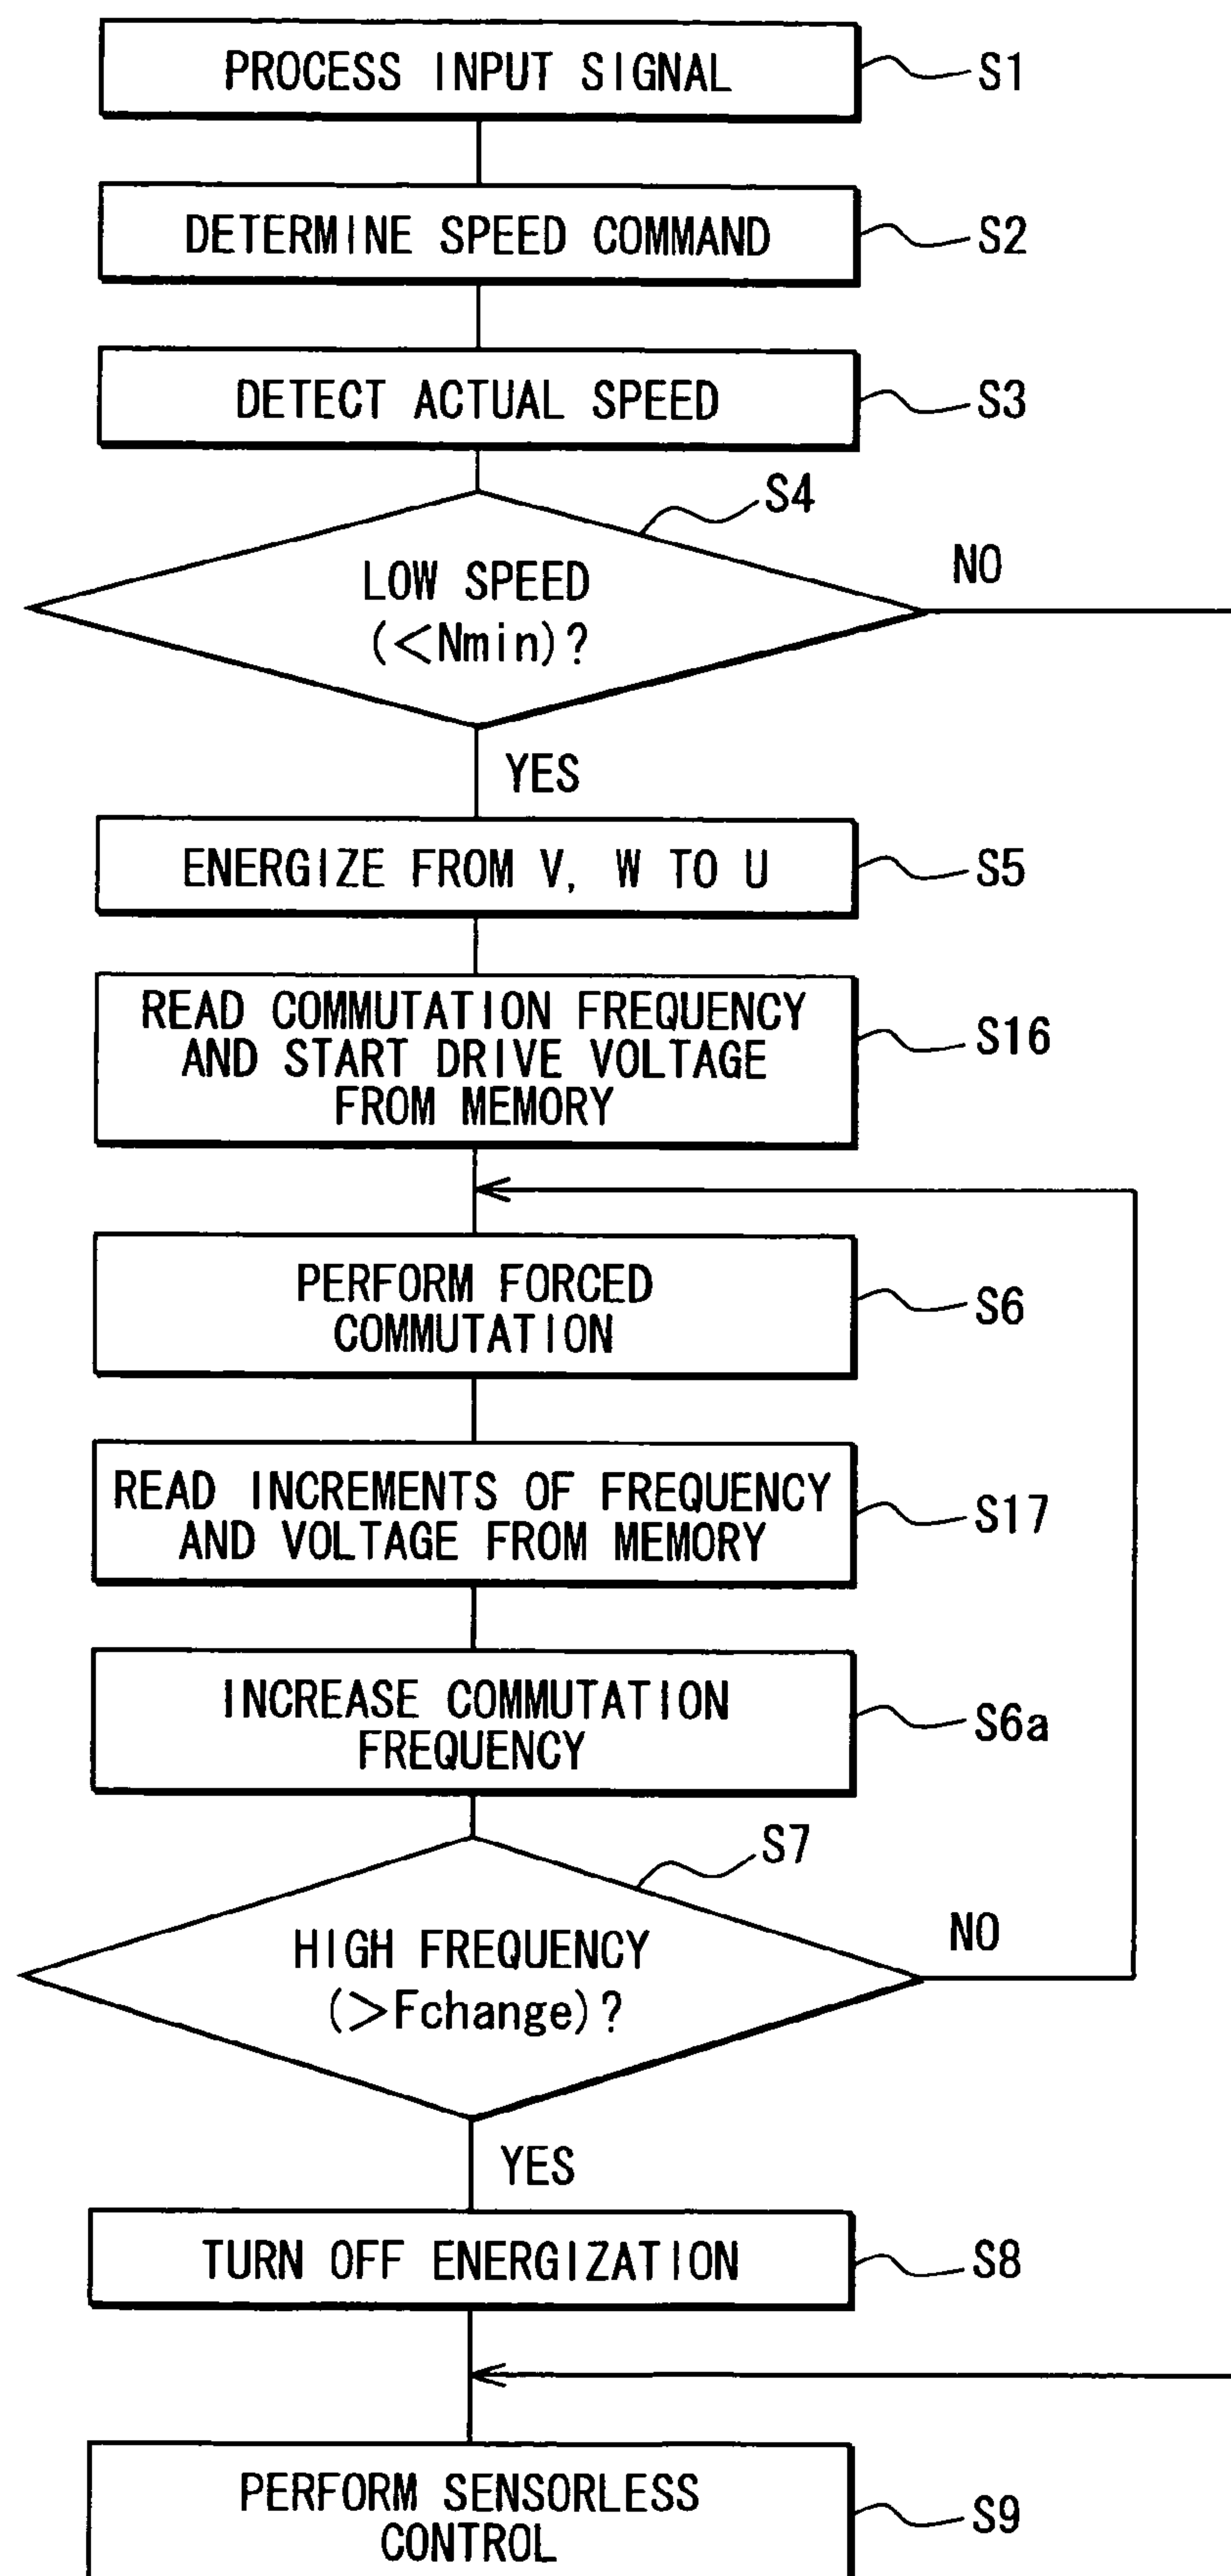 PROCESS INPUT SIGNAL
S1
DETERMINE SPEED COMMAND
S2
DETECT ACTUAL SPEED
S3
S4
LOW SPEED
(<Nmin)?
NO
YES
ENERGIZE FROM V, W TO U
S5
READ COMMUTATION FREQUENCY
AND START DRIVE VOLTAGE
FROM MEMORY
S16
PERFORM FORCED
COMMUTATION
S6
READ INCREMENTS OF FREQUENCY
AND VOLTAGE FROM MEMORY
S17
INCREASE COMMUTATION
FREQUENCY
S6a
S7
HIGH FREQUENCY
(>Fchange)?
NO
YES
TURN OFF ENERGIZATION
S8
PERFORM SENSORLESS
CONTROL
S9